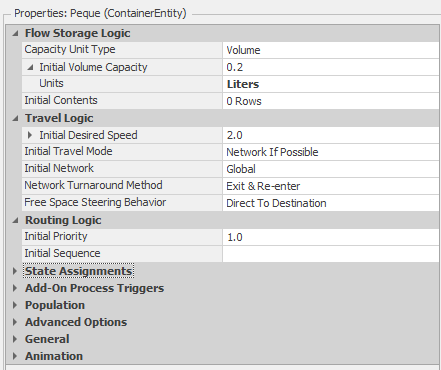 Properties: Peque (ContainerEntity)
Flow Storage Logic
Capacity Unit Type Volume
Initial Volume Capacity 0.2
Units Liters
Initial Contents 0 Rows
Travel Logic
Initial Desired Speed 2.0
Initial Travel Mode Network If Possible
Initial Network Global
Network Turnaround Method Exit & Re-enter
Free Space Steering Behavior Direct To Destination
Routing Logic
Initial Priority 1.0
Initial Sequence
State Assignments
Add-On Process Triggers
Population
Advanced Options
General
Animation